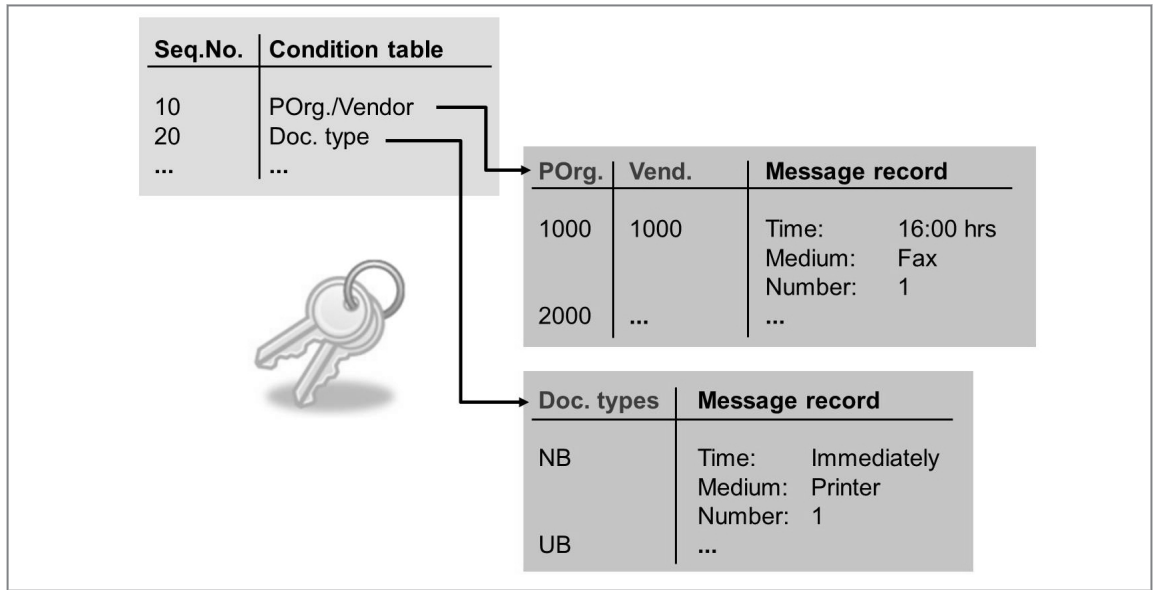 Seq.No. Condition table
10 POrg./Vendor
20 Doc. type
... ...
POrg. Vend. Message record
1000 1000 Time: 16:00 hrs
Medium: Fax
Number: 1
2000 ... ...
Doc. types Message record
NB Time: Immediately
Medium: Printer
Number: 1
UB ...